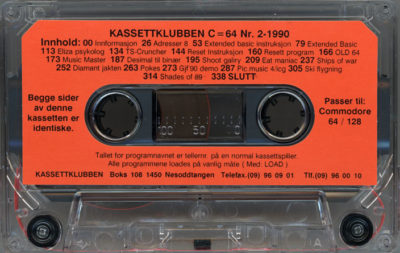 KASSETTKLUBBEN C=64 Nr. 2-1990
Innhold: 00 Innformasjon 26 Adresser 8 53 Extended basic instruksjon 79 Extended Basic
113 Eliza psykolog 134 TS-Cruncher 144 Renor Instruksjon 160 Resett program 166 OLD 64
173 Music Master 187 Desimal til binær 195 Shoot galiry 209 Eat maniac 237 Ships of war
252 Diamant jakten 263 Pokes 273 Gjf'90 demo 287 Pic.music 4/icg 305 Ski flygning
314 Shades of 89 338 SLUTT
Begge sider
av denne
kassetten er
identiske.
Passer til:
Commodore
64 / 128
100 50 0
Tallet for programnavnet er tellernr. på en normal kassettspiller.
Alle programmene loades på vanlig måte ( Med: LOAD )
KASSETTKLUBBEN Boks 108 1450 Nesoddtangen Telefax.(09) 96 09 01 Tlf.(09) 96 00 10